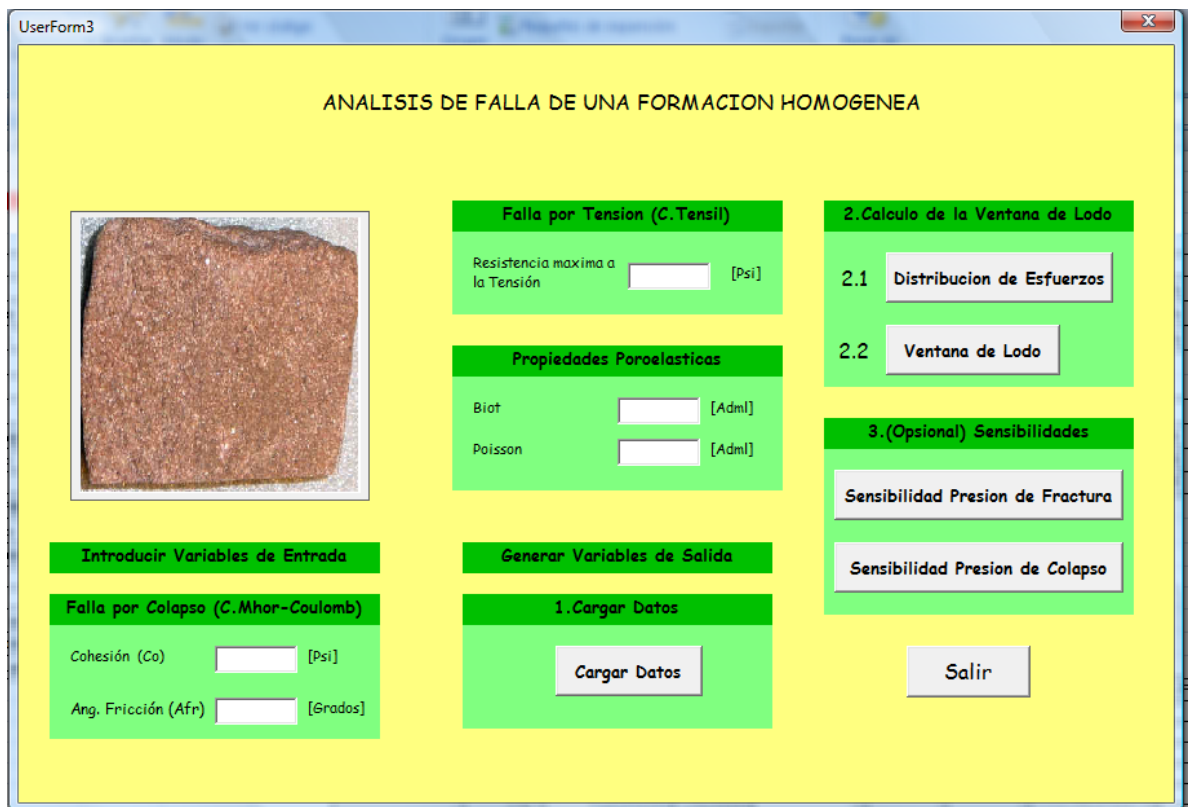 UserForm3
ANALISIS DE FALLA DE UNA FORMACION HOMOGENEA
Falla por Tension (C.Tensil)
Resistencia maxima a
la Tensión
[Psi]
Propiedades Poroelasticas
Biot [Adml]
Poisson [Adml]
2.Calculo de la Ventana de Lodo
2.1 Distribucion de Esfuerzos
2.2 Ventana de Lodo
3.(Opsional) Sensibilidades
Sensibilidad Presion de Fractura
Sensibilidad Presion de Colapso
Introducir Variables de Entrada
Falla por Colapso (C.Mhor-Coulomb)
Cohesión (Co) [Psi]
Ang. Fricción (Afr) [Grados]
Generar Variables de Salida
1.Cargar Datos
Cargar Datos
Salir